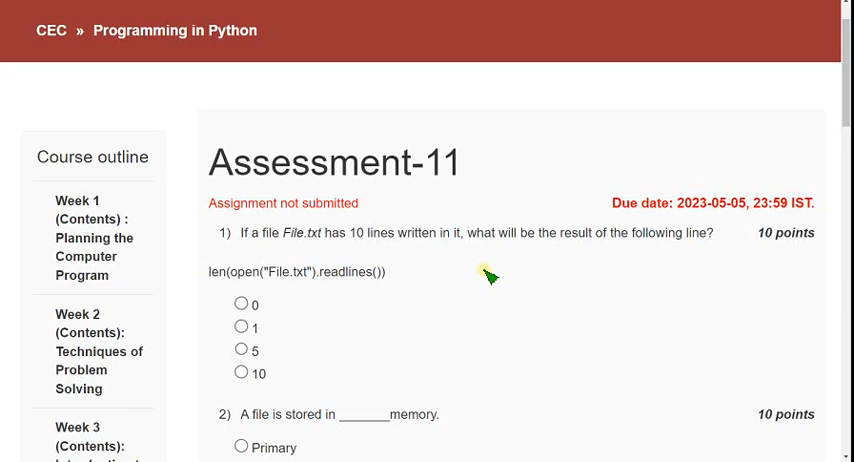 CEC » Programming in Python
Course outline
Week 1
(Contents) :
Planning the
Computer
Program
Week 2
(Contents):
Techniques of
Problem
Solving
Week 3
(Contents):
Assessment-11
Assignment not submitted
Due date: 2023-05-05, 23:59 IST.
1) If a file File.txt has 10 lines written in it, what will be the result of the following line? 10 points
len(open("File.txt").readlines())
0
1
5
10
2) A file is stored in _______memory. 10 points
Primary